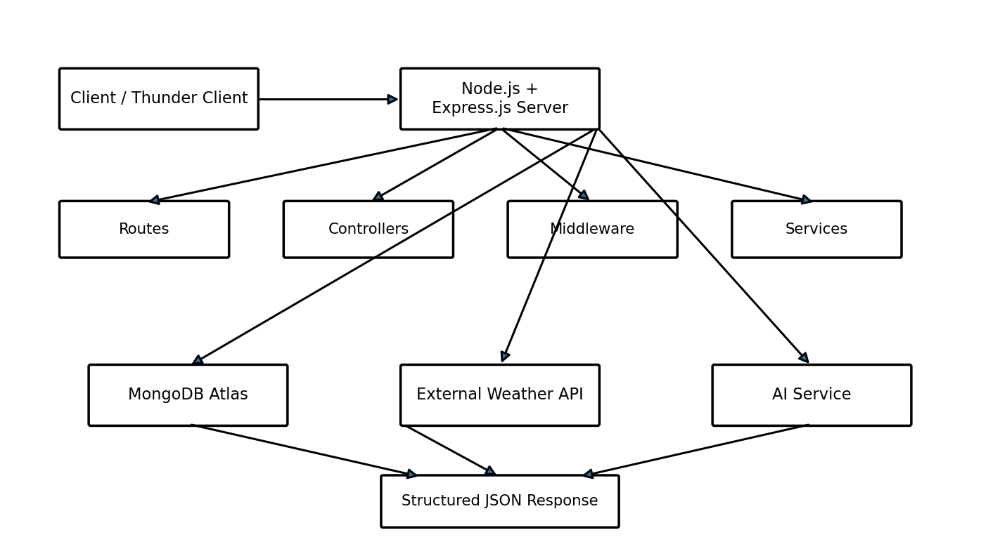 Client / Thunder Client
Node.js +
Express.js Server
Routes
Controllers
Middleware
Services
MongoDB Atlas
External Weather API
AI Service
Structured JSON Response